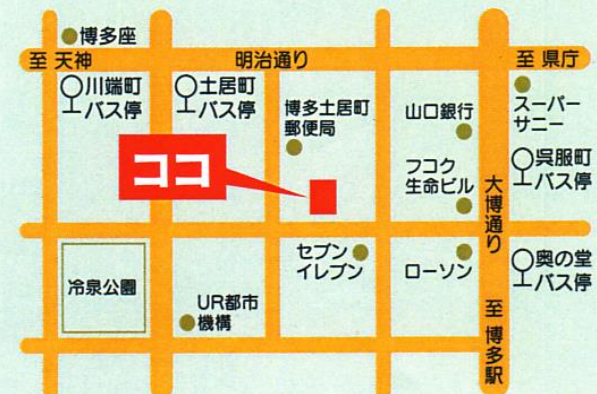 博多座
至 天神
明治通り
至 県庁
川端町
バス停
土居町
バス停
博多土居町
郵便局
山口銀行
スーパー
サニー
ココ
フコク
生命ビル
呉服町
バス停
大博通り
セブン
イレブン
ローソン
奥の堂
バス停
冷泉公園
UR都市
機構
至 博多駅